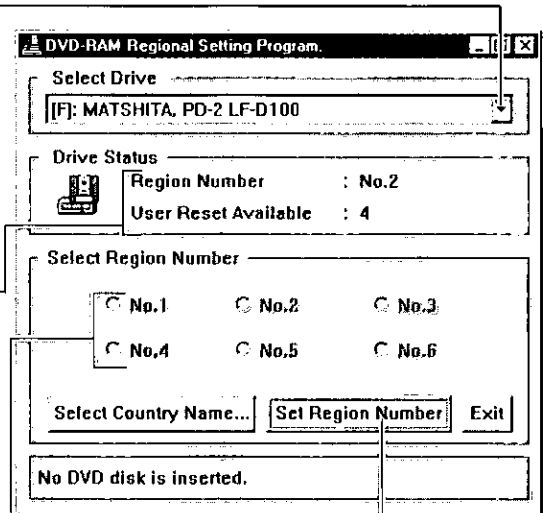 DVD-RAM Regional Setting Program.
Select Drive
[F]: MATSHITA, PD-2 LF-D100
Drive Status
Region Number : No.2
User Reset Available : 4
Select Region Number
No.1 No.2 No.3
No.4 No.5 No.6
Select Country Name... Set Region Number Exit
No DVD disk is inserted.